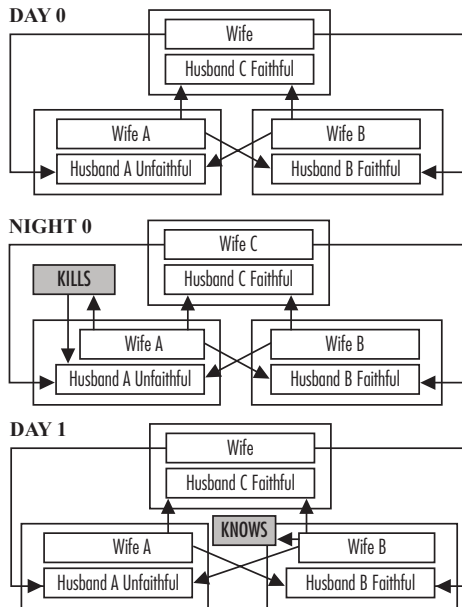 DAY 0
Wife
Husband C Faithful
Wife A
Wife B
Husband A Unfaithful
Husband B Faithful
NIGHT 0
Wife C
KILLS
Husband C Faithful
Wife A
Wife B
Husband A Unfaithful
Husband B Faithful
DAY 1
Wife
Husband C Faithful
KNOWS
Wife A
Wife B
Husband A Unfaithful
Husband B Faithful